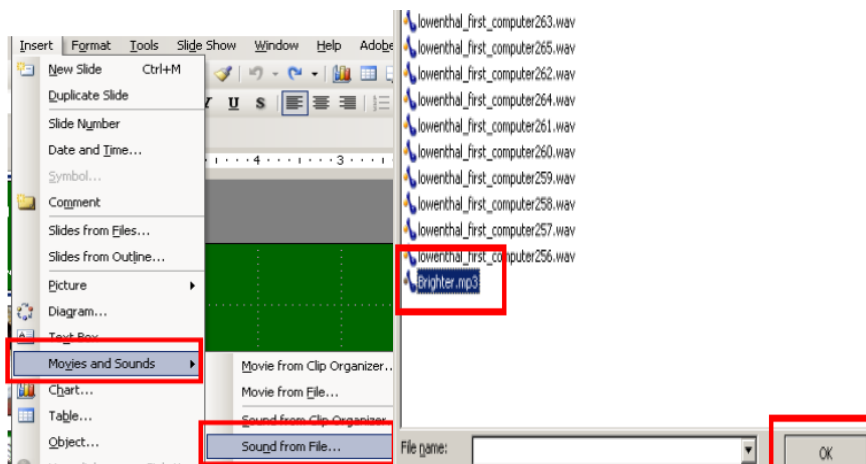 Insert Format Tools Slide Show Window Help Adobe
New Slide Ctrl+M
Duplicate Slide
Slide Number
Date and Time...
Symbol...
Comment
Slides from Files...
Slides from Outline...
Picture
Diagram...
Text Box
Movies and Sounds
Chart...
Table...
Object...
U S
4 3
Movie from Clip Organizer..
Movie from File...
Sound from Clip Organizer
Sound from File...
lowenthal_first_computer263.wav
lowenthal_first_computer265.wav
lowenthal_first_computer262.wav
lowenthal_first_computer264.wav
lowenthal_first_computer261.wav
lowenthal_first_computer260.wav
lowenthal_first_computer259.wav
lowenthal_first_computer258.wav
lowenthal_first_computer257.wav
lowenthal_first_computer256.wav
Brighter.mp3
File name:
OK